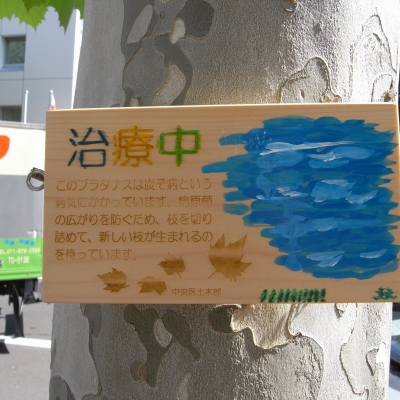 治療中
このプラタナスは炭そ病という
病気にかかっています。病原菌
の広がりを防ぐため、枝を切り
詰めて、新しい枝が生まれるの
を待っています。
中央区土木部